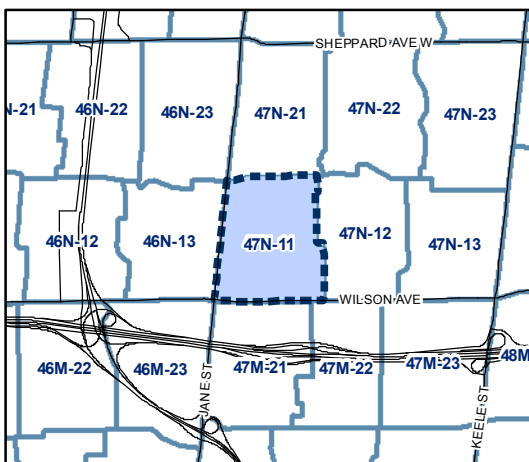 SHEPPARD AVE W
N-21
46N-22
46N-23
47N-21
47N-22
47N-23
46N-12
46N-13
47N-11
47N-12
47N-13
WILSON AVE
46M-22
46M-23
47M-21
47M-22
47M-23
48M
JANE ST
KEELE ST